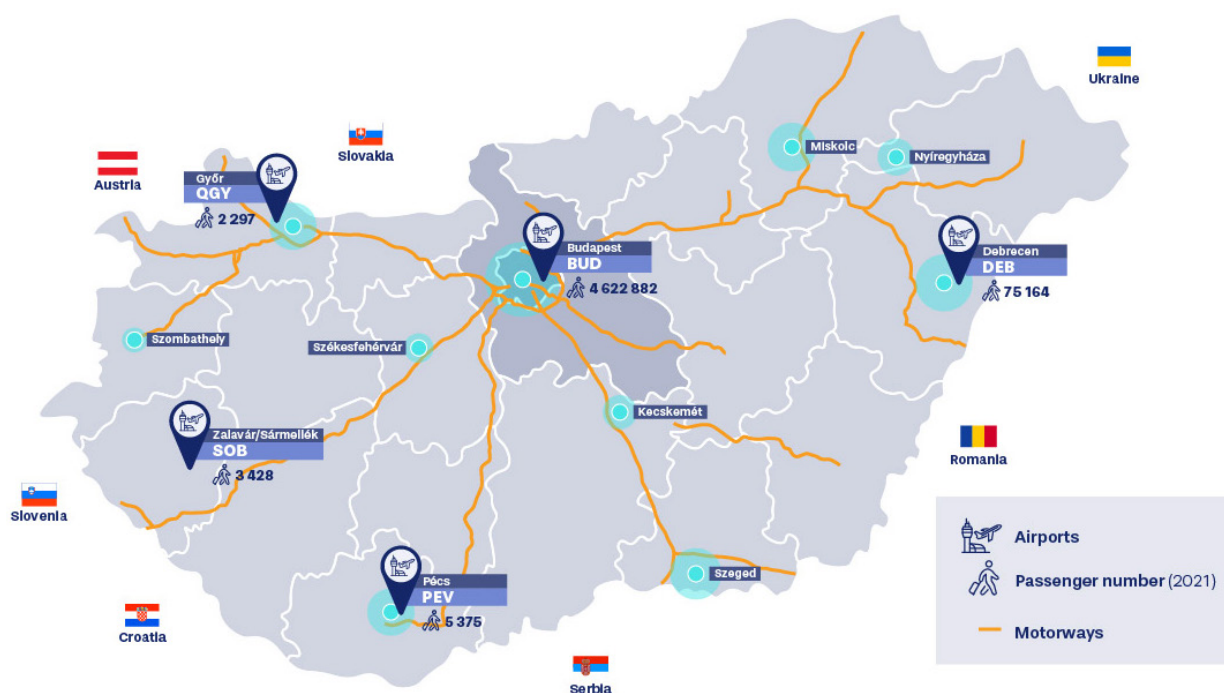 Ukraine
Slovakia
Austria
Miskolc
Nyíregyháza
Győr
QGY
2 297
Budapest
BUD
4 622 882
Debrecen
DEB
75 164
Szombathely
Székesfehérvár
Kecskemét
Zalavár/Sármellék
SOB
3 428
Romania
Slovenia
Airports
Passenger number (2021)
Motorways
Szeged
Pécs
PEV
5 375
Croatia
Serbia